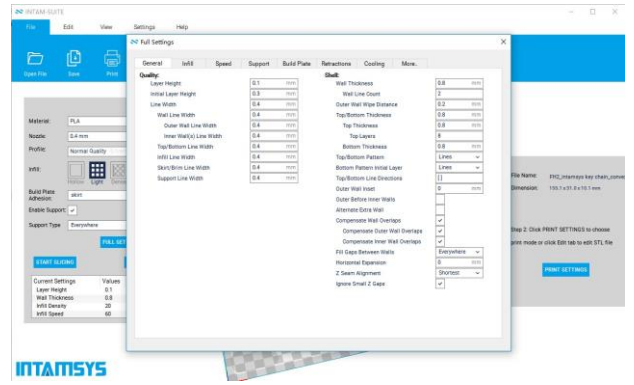 INTAM-SUITE
File Edit View Settings Help
Open File Save Print
Full Settings
General Infill Speed Support Build Plate Retractions Cooling More..
Quality:
Layer Height 0.1 mm
Initial Layer Height 0.3 mm
Line Width 0.4 mm
Wall Line Width 0.4 mm
Outer Wall Line Width 0.4 mm
Inner Wall(s) Line Width 0.4 mm
Top/Bottom Line Width 0.4 mm
Infill Line Width 0.4 mm
Skirt/Brim Line Width 0.4 mm
Support Line Width 0.4 mm
Shell:
Wall Thickness 0.8 mm
Wall Line Count 2
Outer Wall Wipe Distance 0.2 mm
Top/Bottom Thickness 0.8 mm
Top Thickness 0.8 mm
Top Layers 8
Bottom Thickness 0.8 mm
Top/Bottom Pattern Lines
Bottom Pattern Initial Layer Lines
Top/Bottom Line Directions [ ]
Outer Wall Inset 0 mm
Outer Before Inner Walls
Alternate Extra Wall
Compensate Wall Overlaps
Compensate Outer Wall Overlaps
Compensate Inner Wall Overlaps
Fill Gaps Between Walls Everywhere
Horizontal Expansion 0 mm
Z Seam Alignment Shortest
Ignore Small Z Gaps
Material: PLA
Nozzle: 0.4 mm
Profile: Normal Quality
Infill:
Hollow Light Dense
Build Plate
Adhesion: skirt
Enable Support:
Support Type Everywhere
FULL SET
START SLICING
Current Settings Values
Layer Height 0.1
Wall Thickness 0.8
Infill Density 20
Infill Speed 60
File Name:
Dimension:
Step 2: Click PRINT SETTINGS to choose
print mode or click Edit tab to edit STL file
PRINT SETTINGS
INTAMSYS